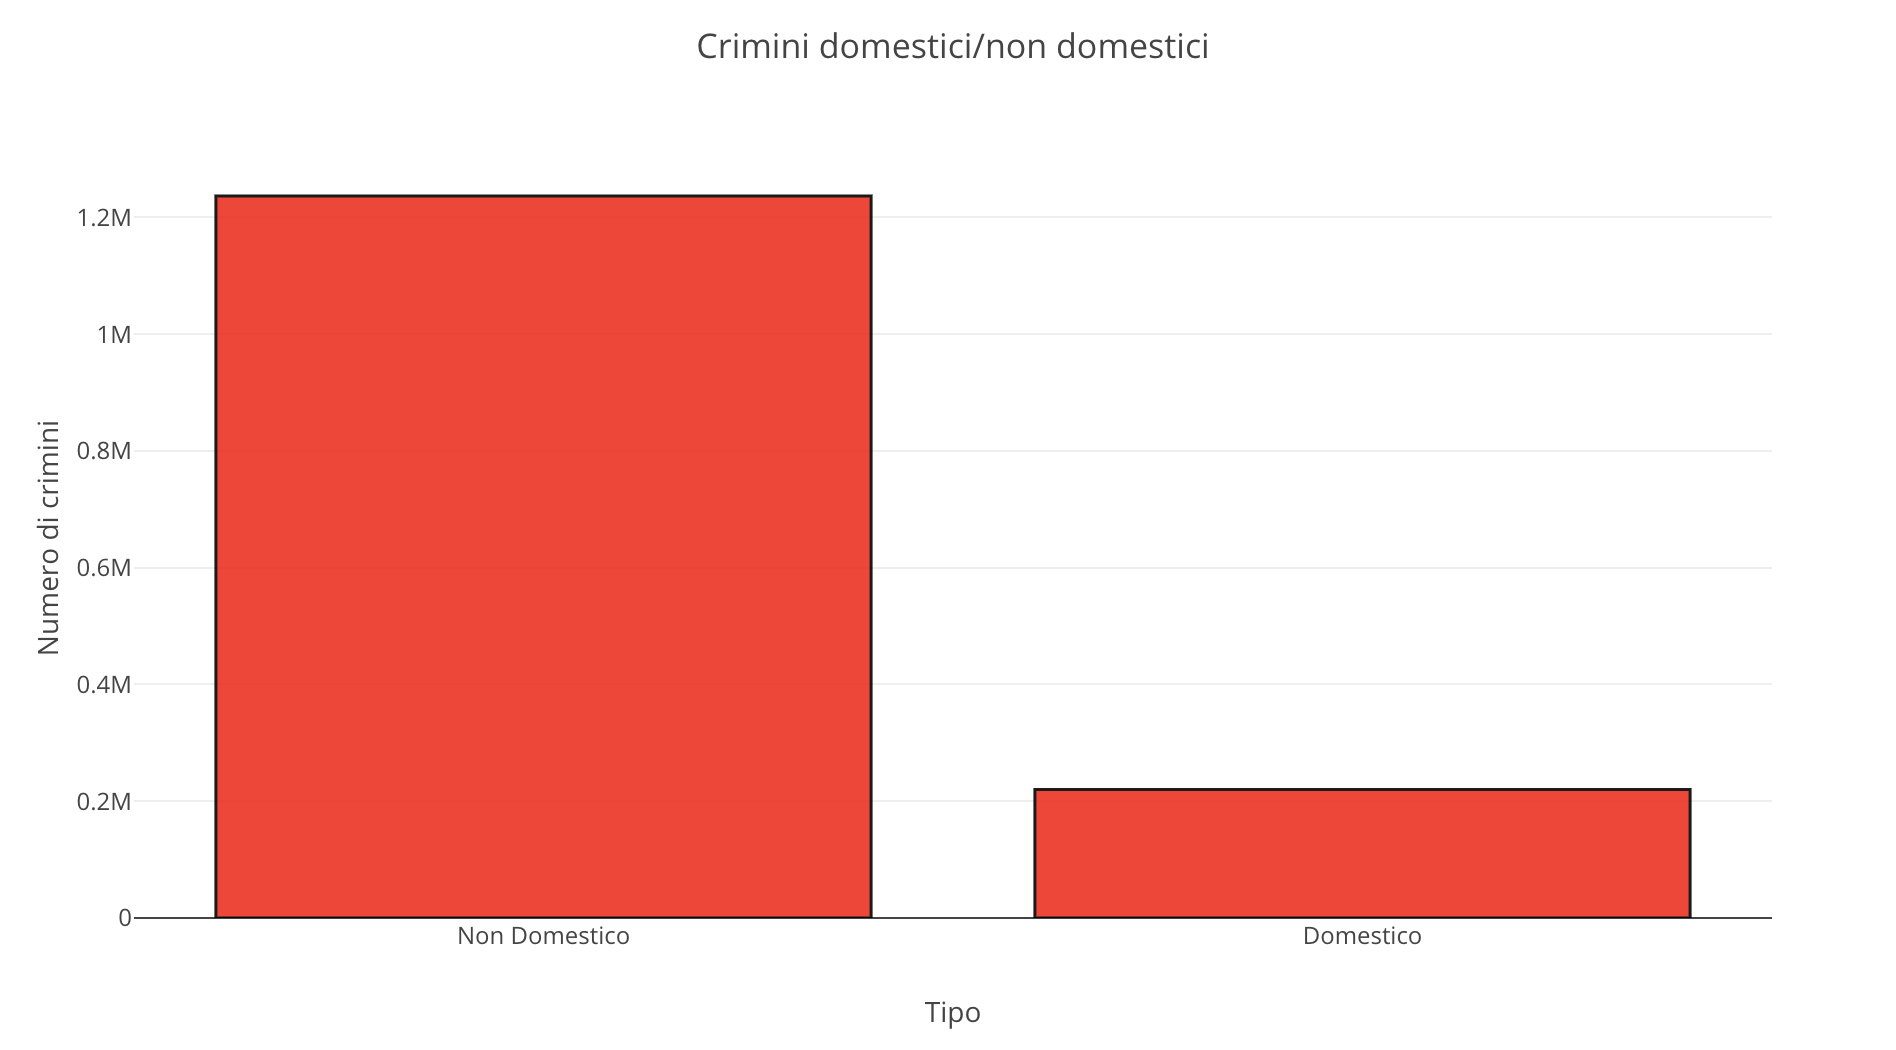 Crimini domestici/non domestici
1.2M
1M
0.8M
0.6M
0.4M
0.2M
0
Numero di crimini
Non Domestico
Domestico
Tipo